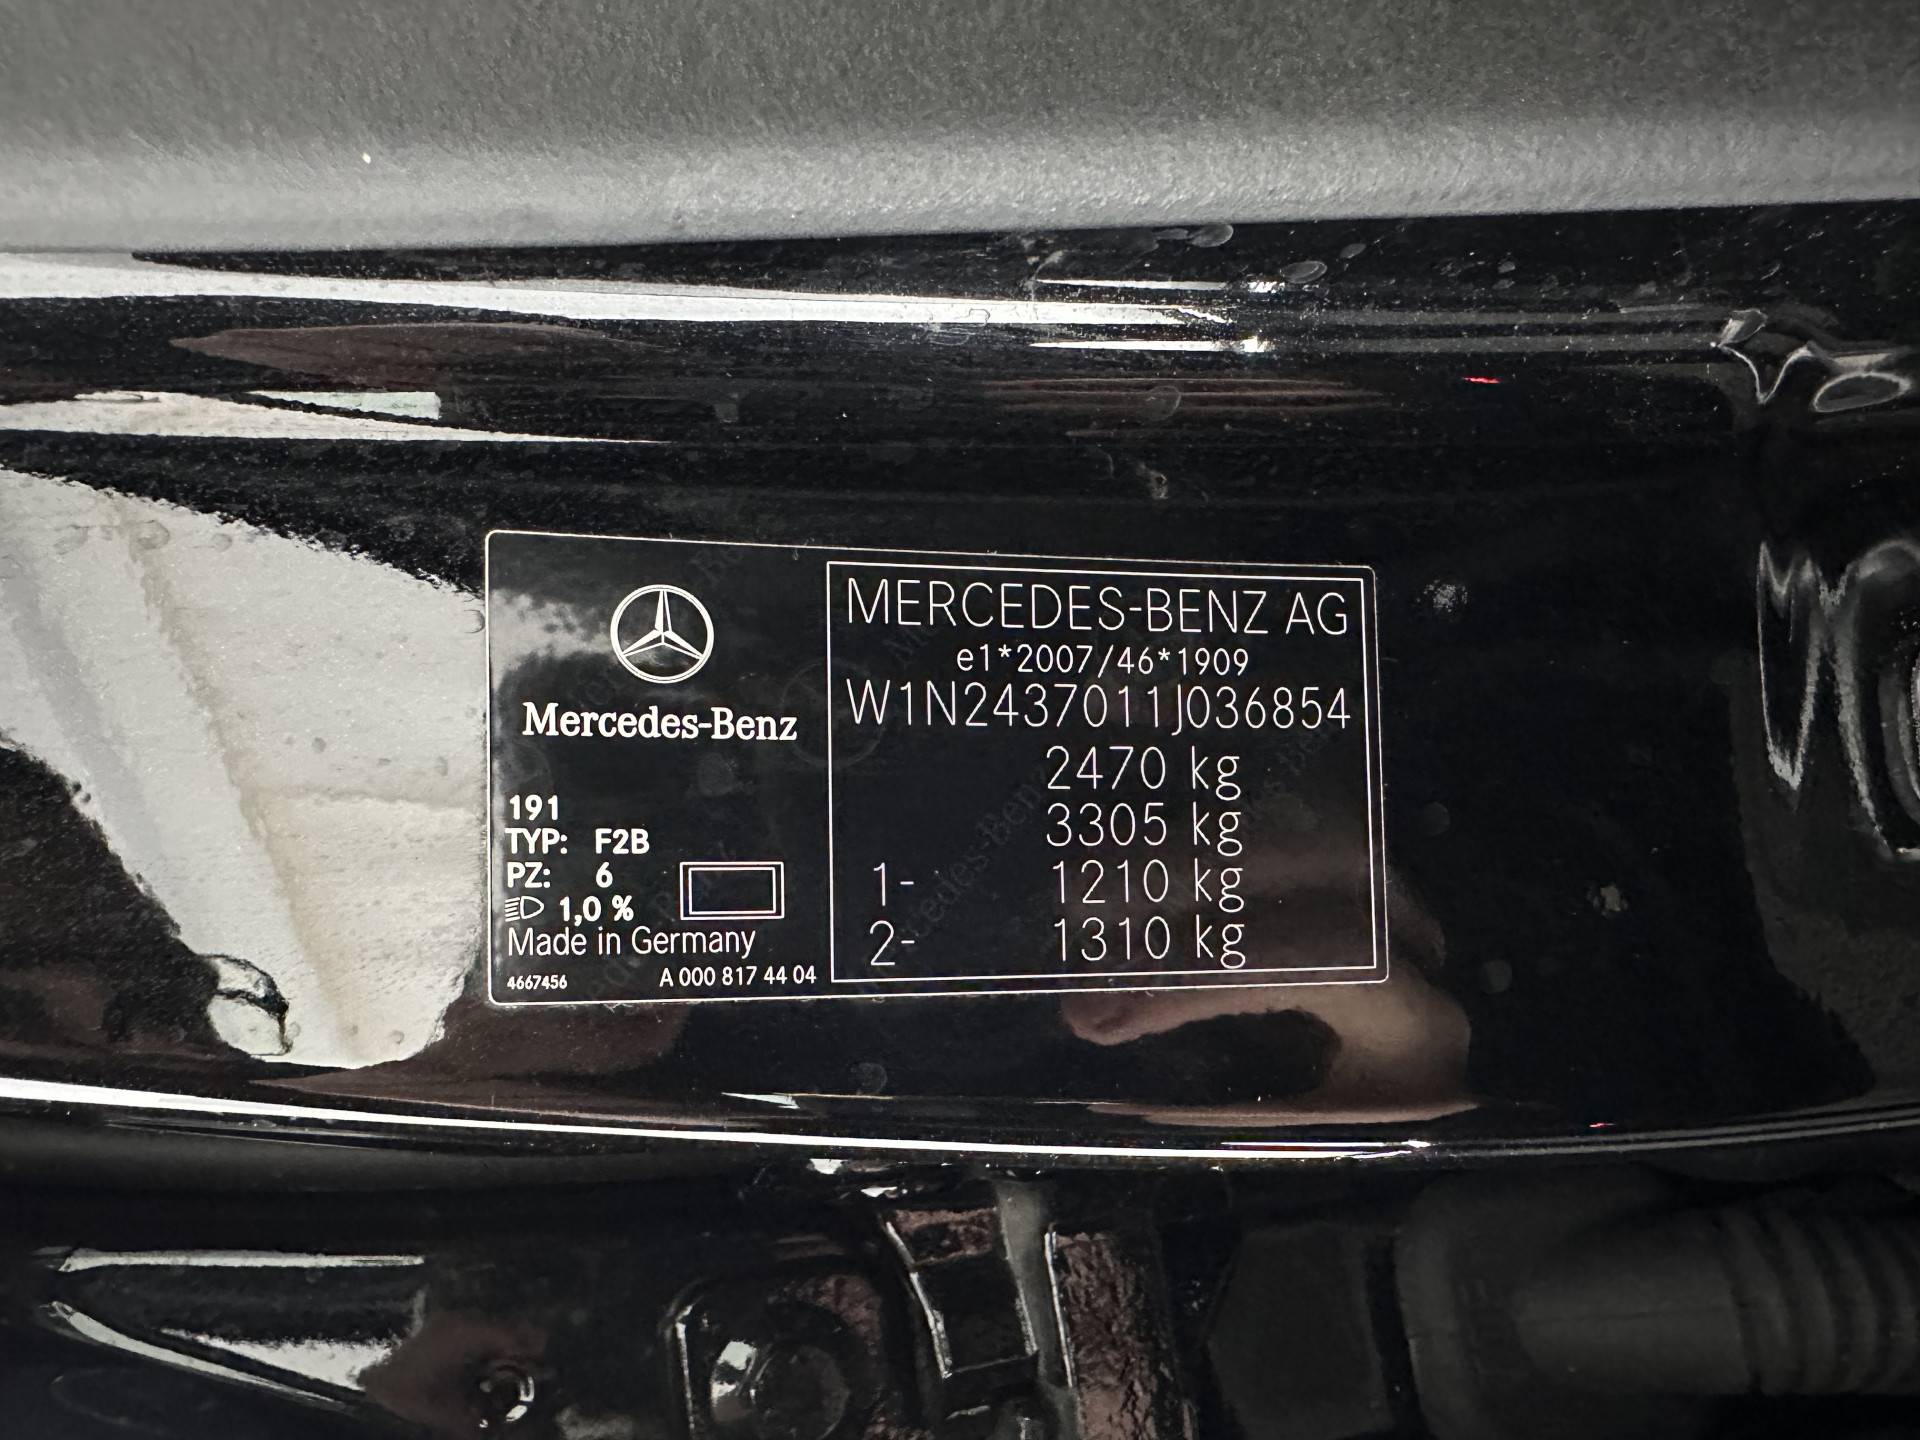 Mercedes-Benz
191
TYP: F2B
PZ: 6
1,0 %
Made in Germany
4667456 A 000 817 44 04
MERCEDES-BENZ AG
e1*2007/46*1909
W1N2437011J036854
2470 kg
3305 kg
1- 1210 kg
2- 1310 kg